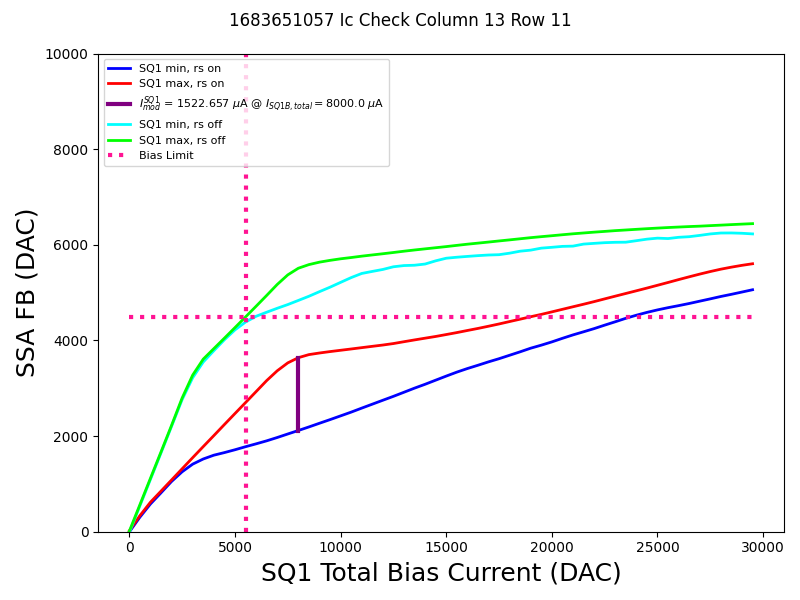 1683651057 Ic Check Column 13 Row 11
10000
8000
6000
4000
2000
0
SSA FB (DAC)
SQ1 min, rs on
SQ1 max, rs on
I_{mod}^{SQ1} = 1522.657 μA @ I_{SQ1B,total} = 8000.0 μA
SQ1 min, rs off
SQ1 max, rs off
Bias Limit
0 5000 10000 15000 20000 25000 30000
SQ1 Total Bias Current (DAC)